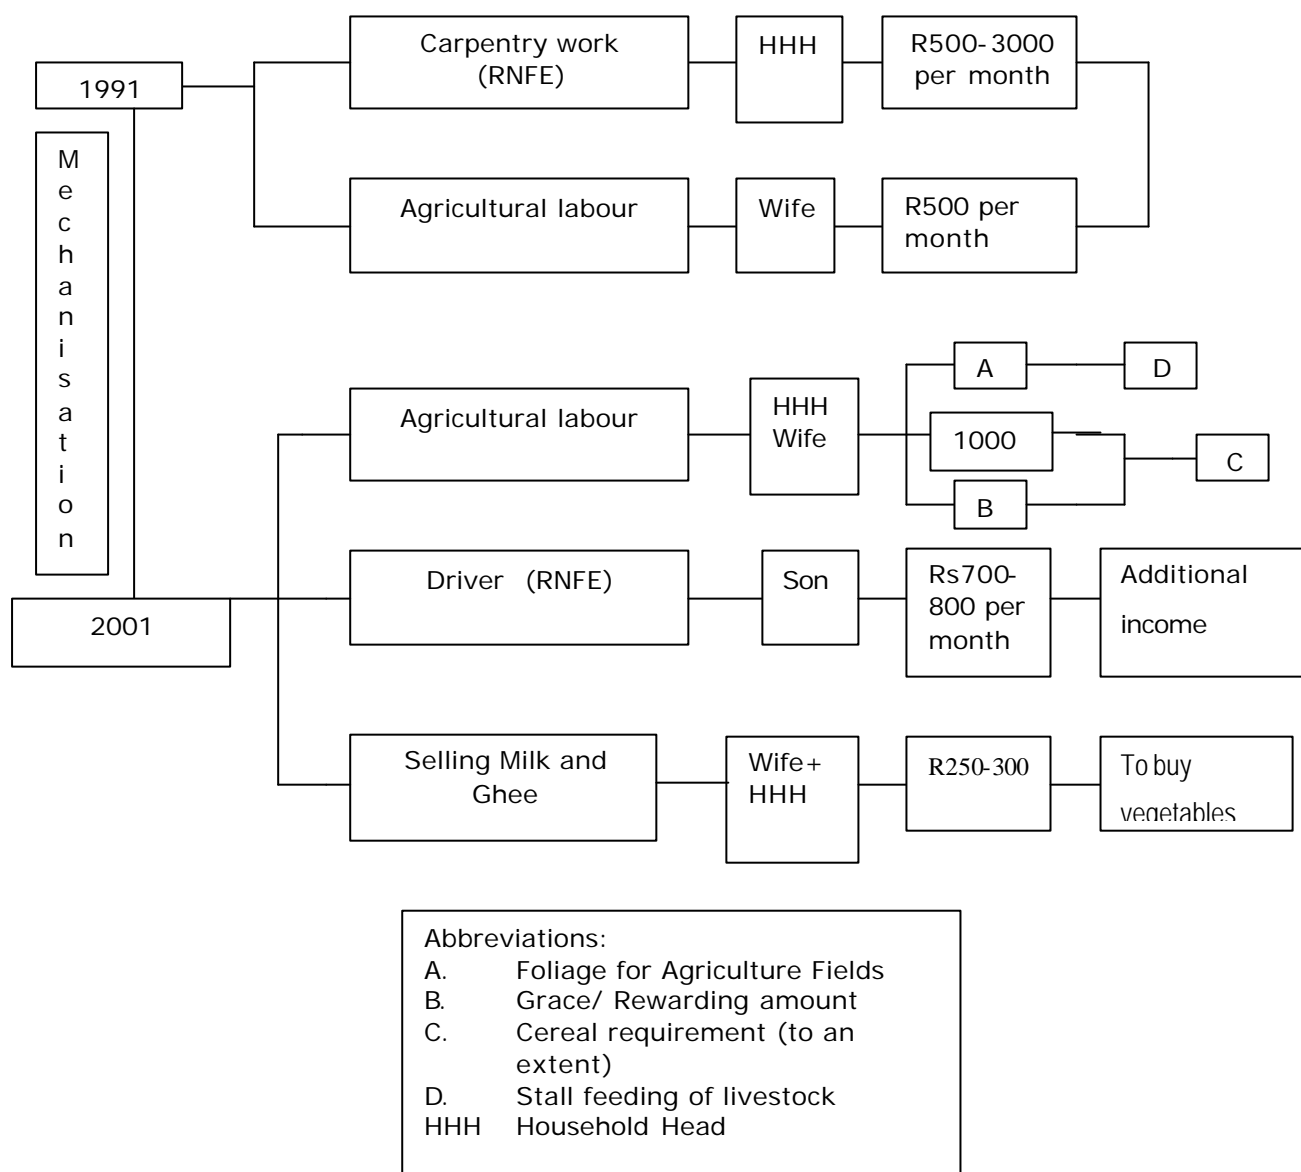 Carpentry work
(RNFE)
HHH
R500-3000
per month
1991
Mechanisation
Agricultural labour
Wife
R500 per
month
A
D
Agricultural labour
HHH
Wife
1000
C
B
Driver (RNFE)
Son
Rs700-
800 per
month
Additional
income
2001
Selling Milk and
Ghee
Wife+
HHH
R250-300
To buy
vegetables
Abbreviations:
A. Foliage for Agriculture Fields
B. Grace/ Rewarding amount
C. Cereal requirement (to an
extent)
D. Stall feeding of livestock
HHH Household Head